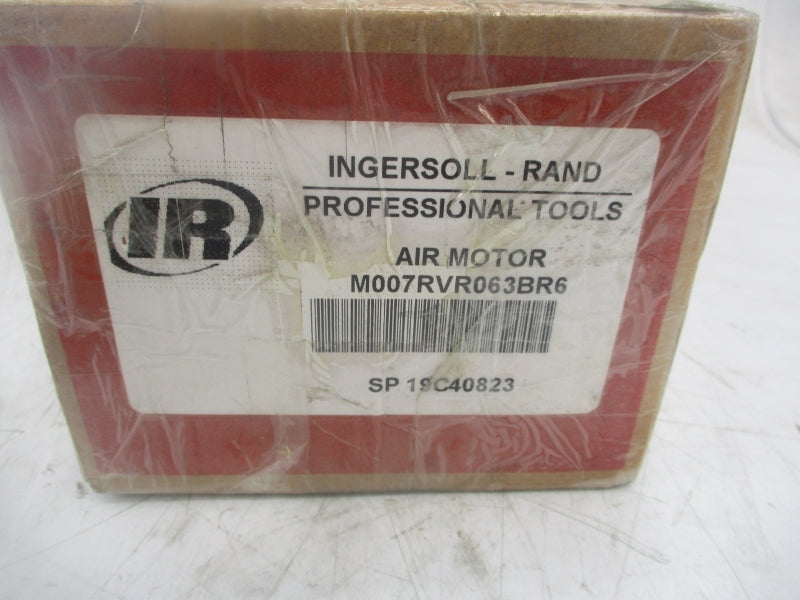 IR
INGERSOLL - RAND
PROFESSIONAL TOOLS
AIR MOTOR
M007RVR063BR6
SP 19C40823